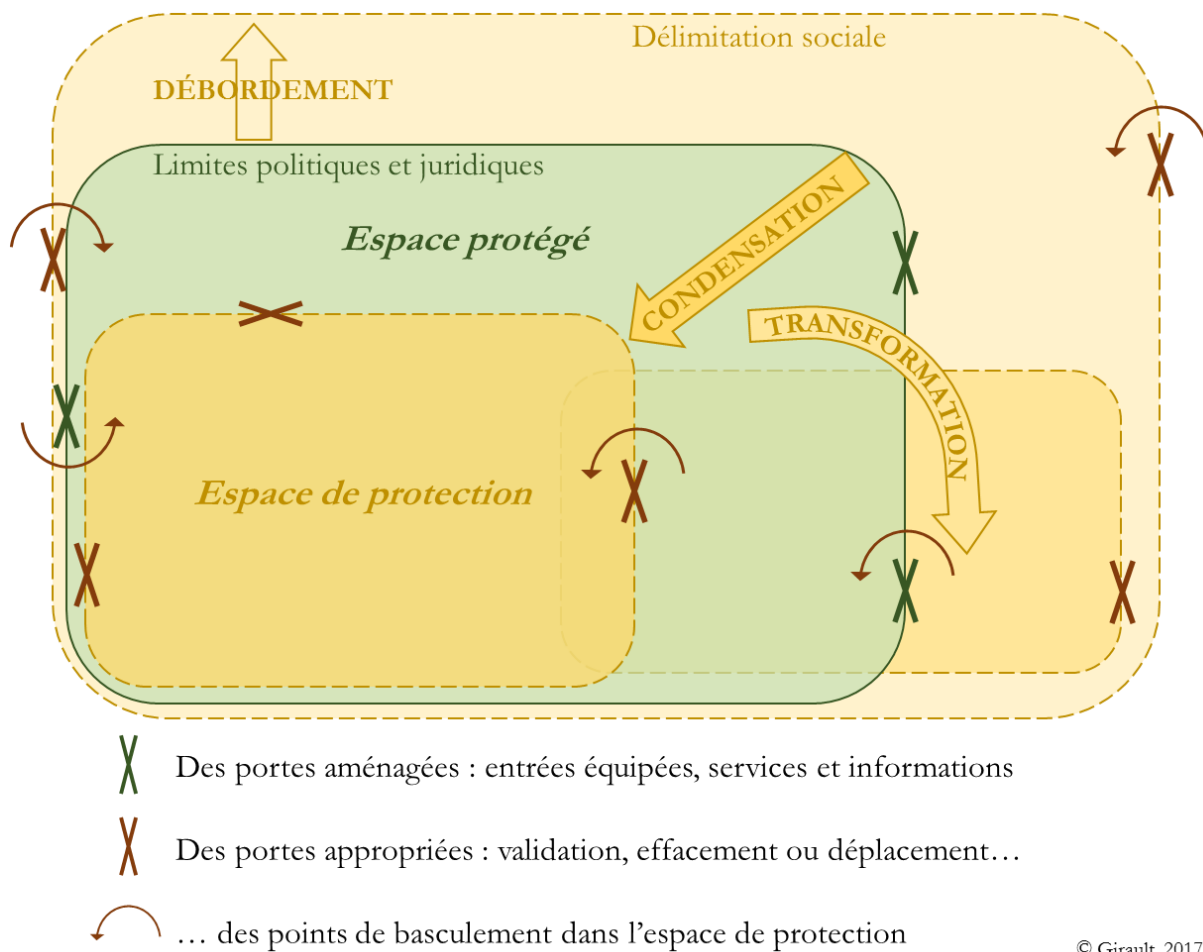 Délimitation sociale
DÉBORDEMENT
Limites politiques et juridiques
Espace protégé
CONDENSATION
TRANSFORMATION
Espace de protection
Des portes aménagées : entrées équipées, services et informations
Des portes appropriées : validation, effacement ou déplacement…
… des points de basculement dans l’espace de protection
© Girault, 2017